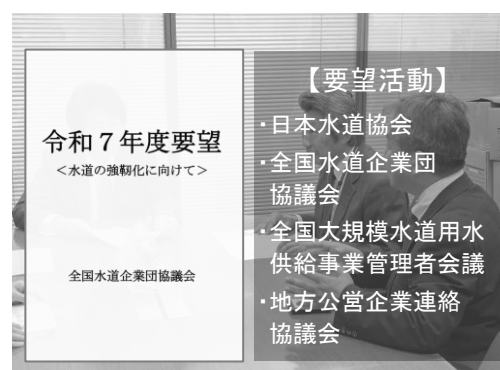 令和７年度要望
＜水道の強靱化に向けて＞
全国水道企業団協議会
【要望活動】
・日本水道協会
・全国水道企業団
協議会
・全国大規模水道用水
供給事業管理者会議
・地方公営企業連絡
協議会